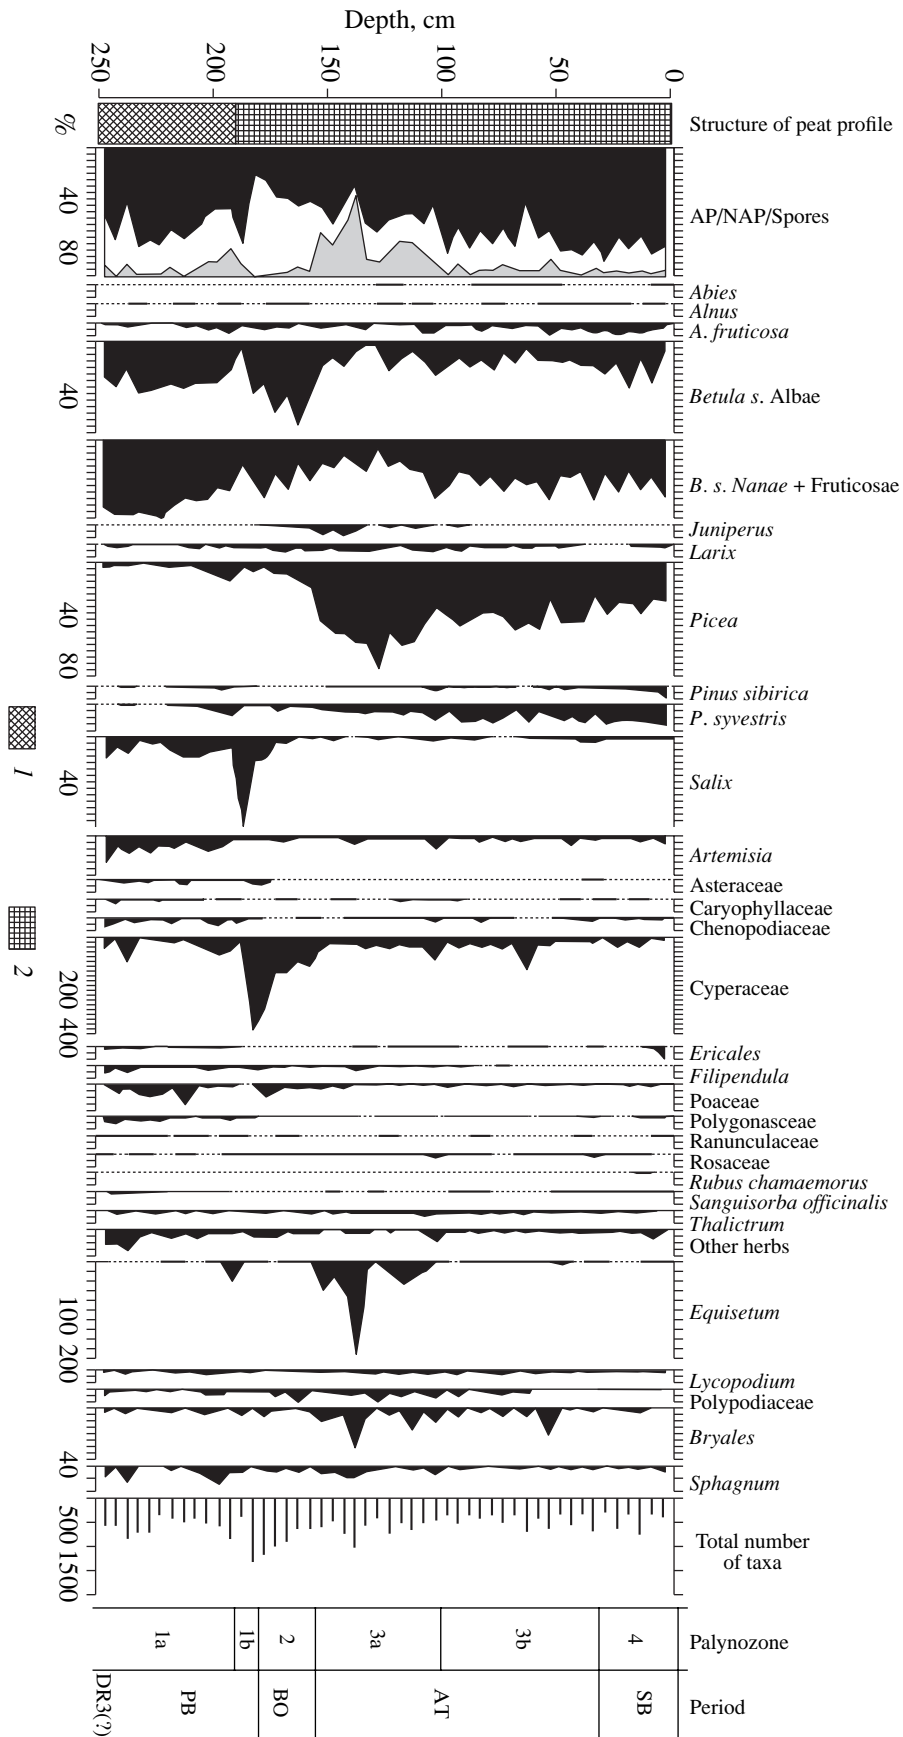 Depth, cm
250
200
150
100
50
0
Structure of peat profile
%
40
80
AP/NAP/Spores
Abies
Alnus
A. fruticosa
40
Betula s. Albae
B. s. Nanae + Fruticosae
Juniperus
Larix
40
80
Picea
Pinus sibirica
P. syvestris
40
Salix
Artemisia
Asteraceae
Caryophyllaceae
Chenopodiaceae
200 400
Cyperaceae
Ericales
Filipendula
Poaceae
Polygonasceae
Ranunculaceae
Rosaceae
Rubus chamaemorus
Sanguisorba officinalis
Thalictrum
Other herbs
100 200
Equisetum
Lycopodium
Polypodiaceae
Bryales
40
Sphagnum
500 1500
Total number
of taxa
1a
1b
2
3a
3b
4
Palynozone
DR3(?)
PB
BO
AT
SB
Period
1
2